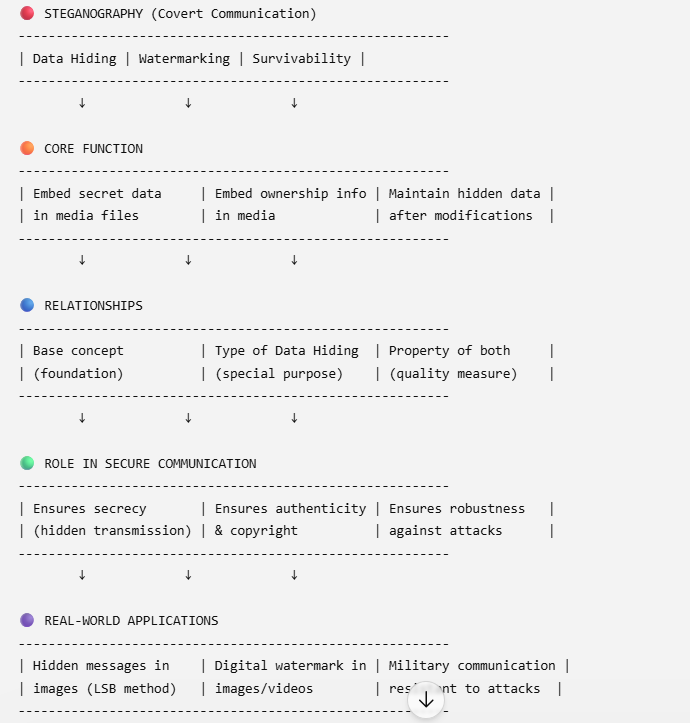 STEGANOGRAPHY (Covert Communication)
---------------------------------------------------------
| Data Hiding | Watermarking | Survivability |
---------------------------------------------------------
↓ ↓ ↓
CORE FUNCTION
---------------------------------------------------------
| Embed secret data | Embed ownership info | Maintain hidden data |
| in media files | in media | after modifications |
---------------------------------------------------------
↓ ↓ ↓
RELATIONSHIPS
---------------------------------------------------------
| Base concept | Type of Data Hiding | Property of both |
| (foundation) | (special purpose) | (quality measure) |
---------------------------------------------------------
↓ ↓ ↓
ROLE IN SECURE COMMUNICATION
---------------------------------------------------------
| Ensures secrecy | Ensures authenticity | Ensures robustness |
| (hidden transmission) | & copyright | against attacks |
---------------------------------------------------------
↓ ↓ ↓
REAL-WORLD APPLICATIONS
---------------------------------------------------------
| Hidden messages in | Digital watermark in | Military communication |
| images (LSB method) | images/videos | to attacks |
---------------------------------------------------------